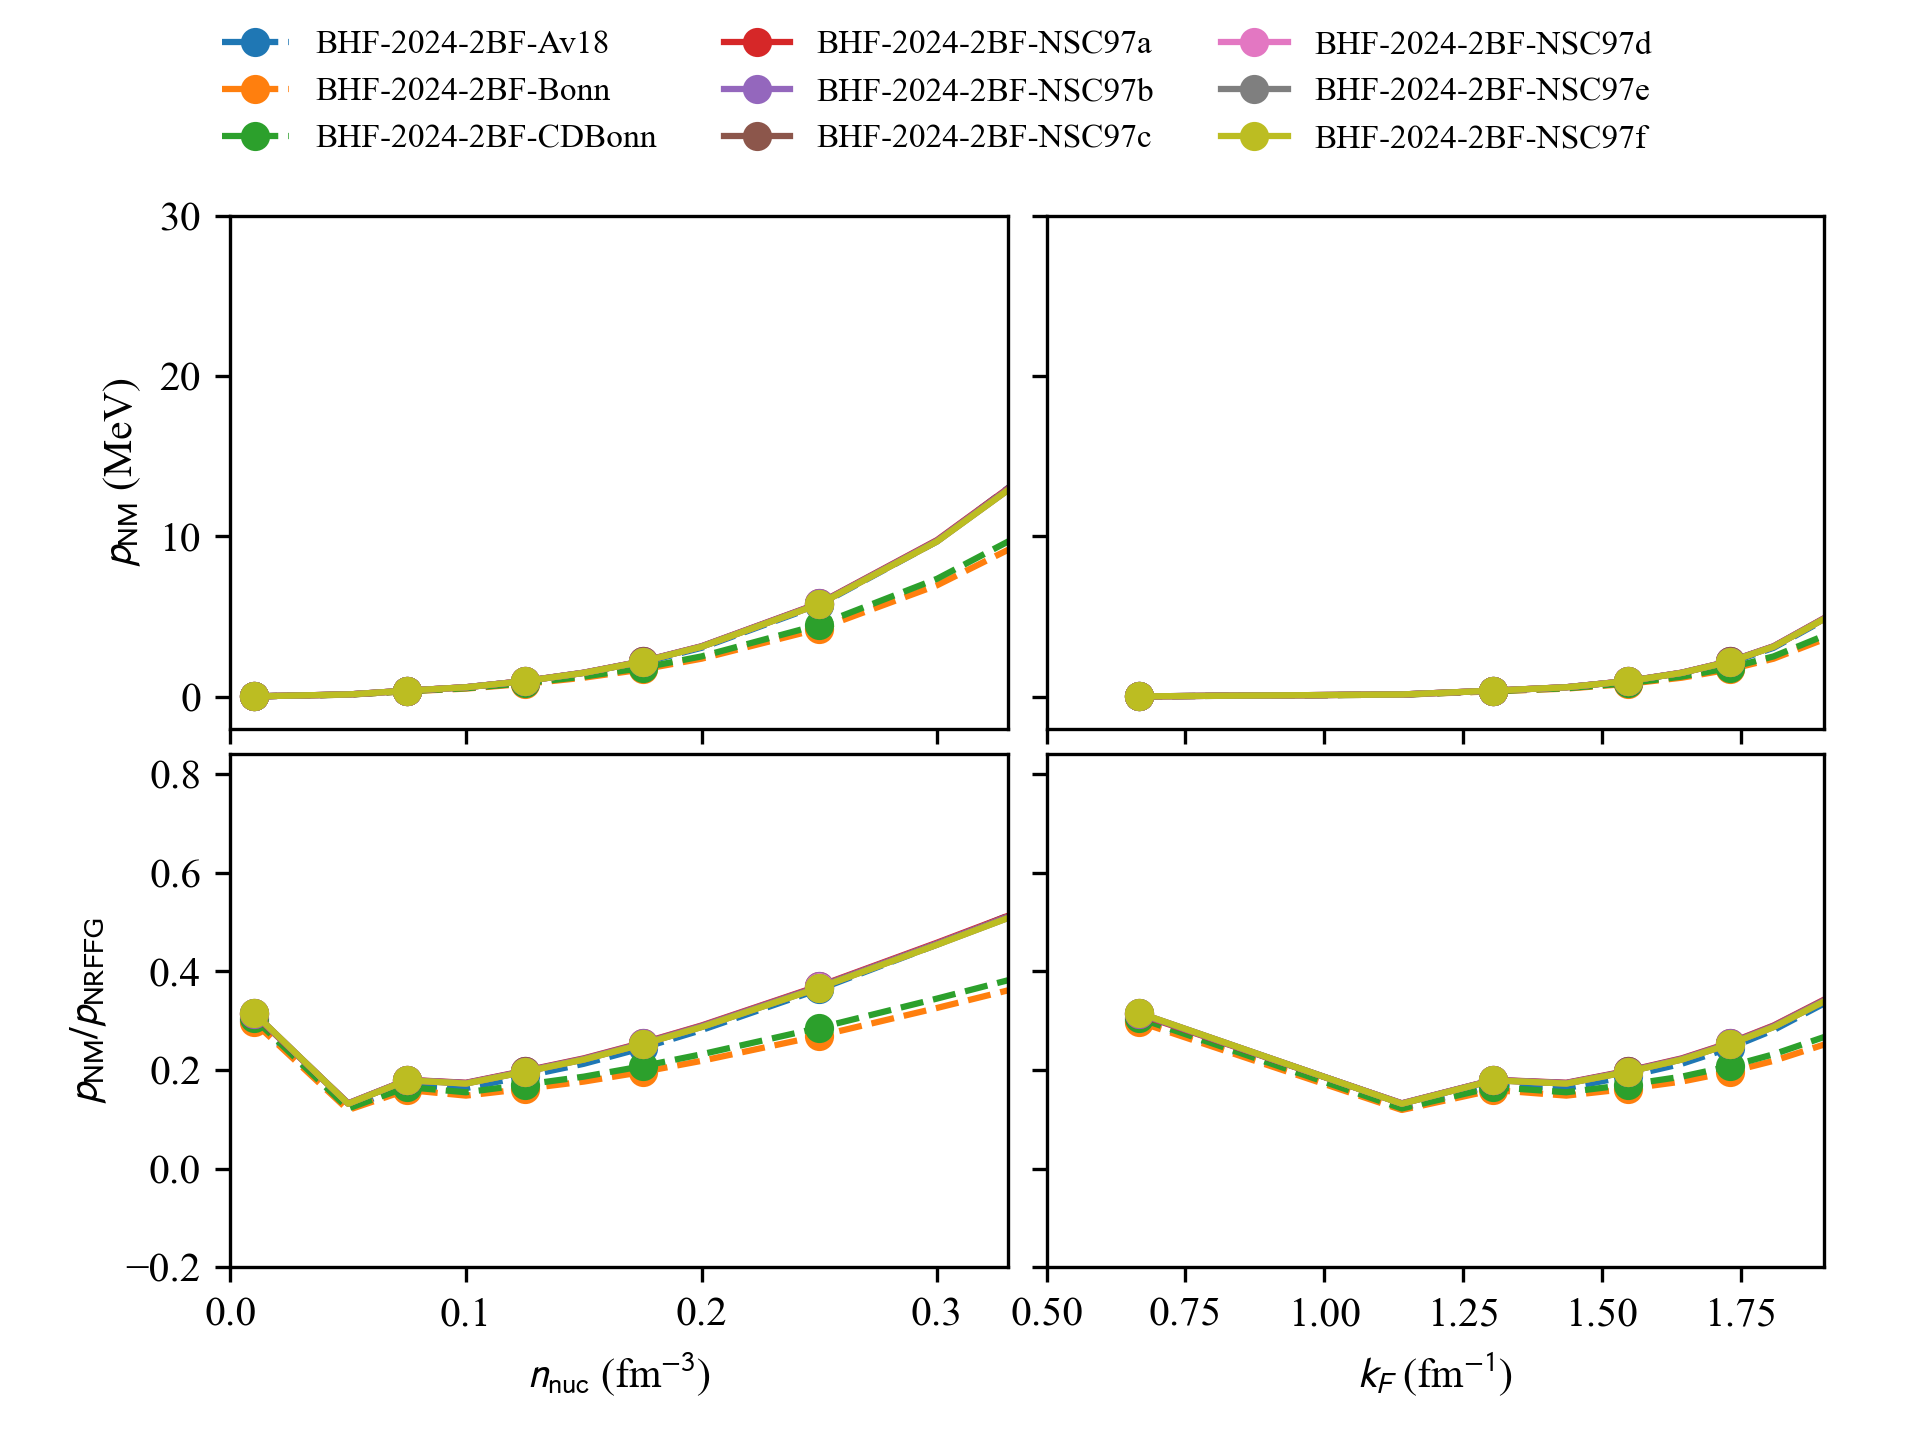 BHF-2024-2BF-Av18
BHF-2024-2BF-Bonn
BHF-2024-2BF-CDBonn
BHF-2024-2BF-NSC97a
BHF-2024-2BF-NSC97b
BHF-2024-2BF-NSC97c
BHF-2024-2BF-NSC97d
BHF-2024-2BF-NSC97e
BHF-2024-2BF-NSC97f
30
20
10
0
p_NM (MeV)
0.8
0.6
0.4
0.2
0.0
−0.2
p_NM/p_NRFFG
0.0 0.1 0.2 0.3
n_nuc (fm⁻³)
0.50 0.75 1.00 1.25 1.50 1.75
k_F (fm⁻¹)